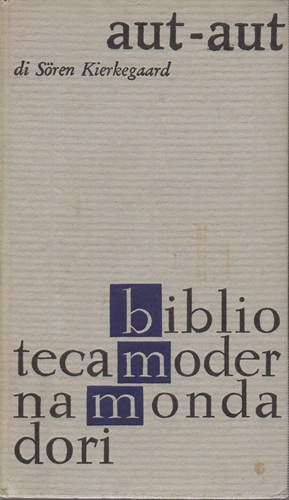 aut-aut
di Sören Kierkegaard
biblio
tecamoder
namonda
dori